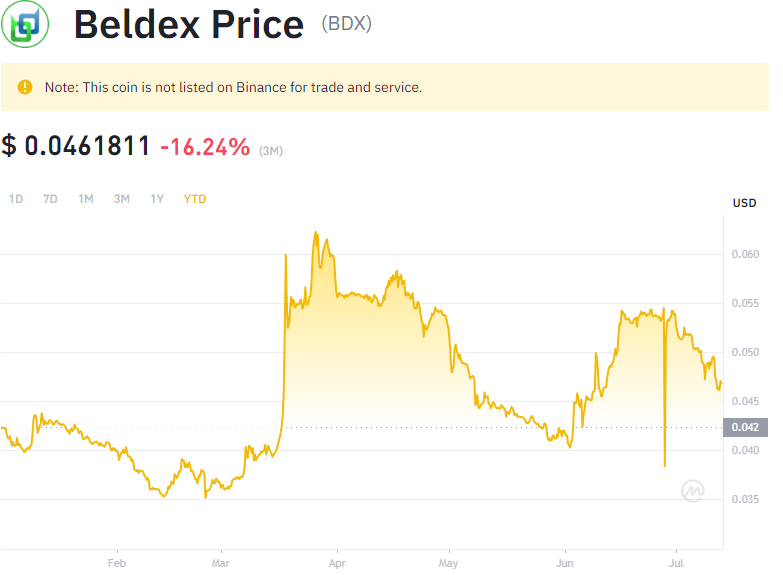 Beldex Price (BDX)
Note: This coin is not listed on Binance for trade and service.
$ 0.0461811 -16.24% (3M)
1D 7D 1M 3M 1Y YTD
USD
0.060
0.055
0.050
0.045
0.042
0.040
0.035
Feb Mar Apr May Jun Jul